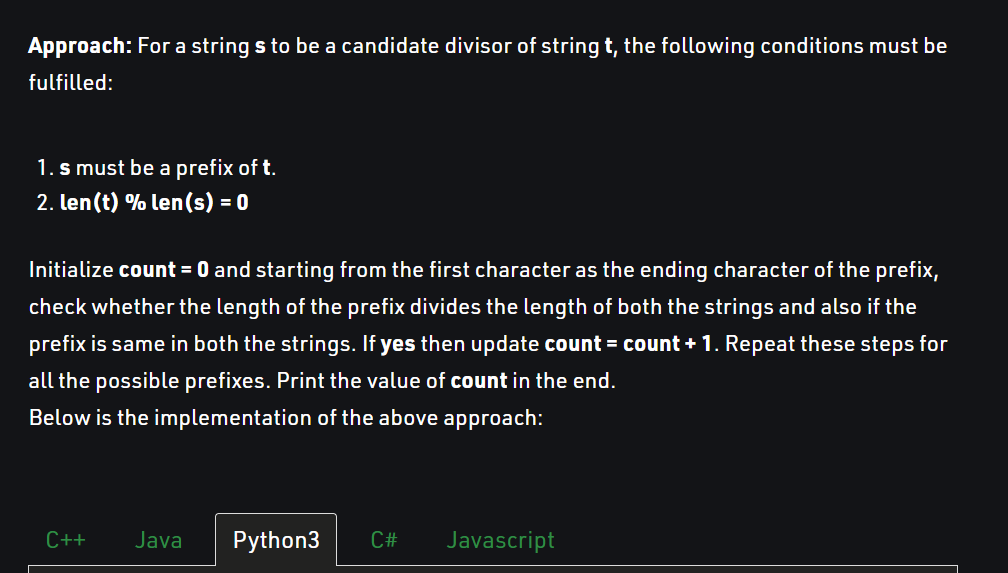 Approach: For a string s to be a candidate divisor of string t, the following conditions must be
fulfilled:
1. s must be a prefix of t.
2. len(t) % len(s) = 0
Initialize count = 0 and starting from the first character as the ending character of the prefix,
check whether the length of the prefix divides the length of both the strings and also if the
prefix is same in both the strings. If yes then update count = count + 1. Repeat these steps for
all the possible prefixes. Print the value of count in the end.
Below is the implementation of the above approach:
C++ Java Python3 C# Javascript